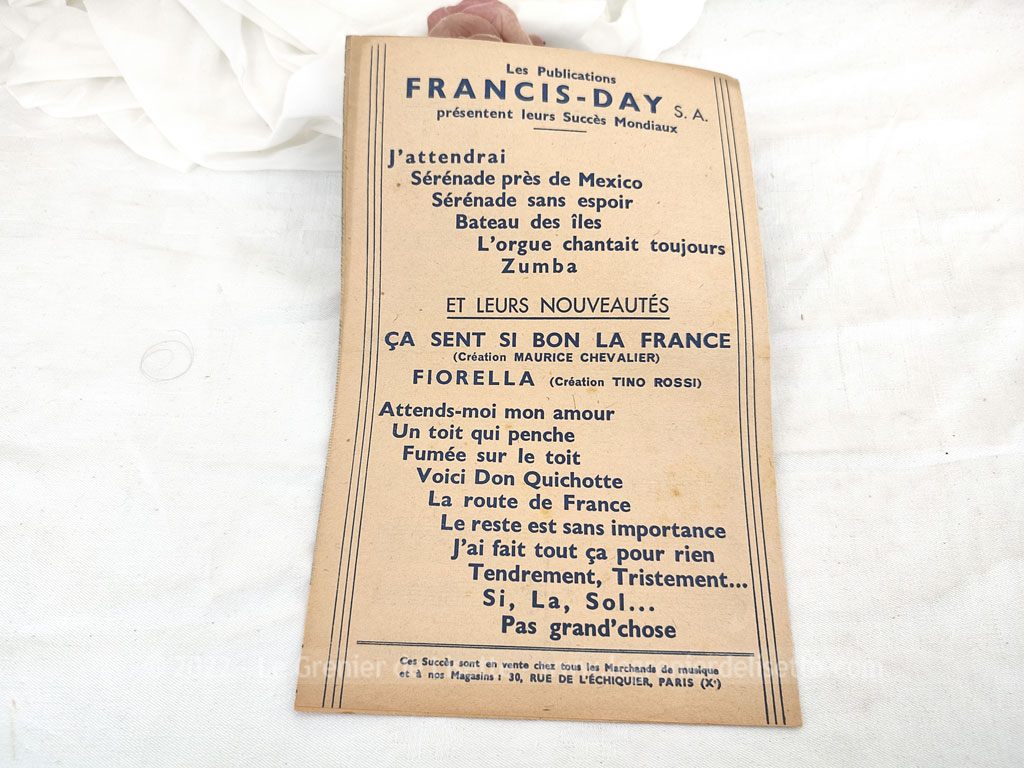 Les Publications
FRANCIS-DAY S. A.
présentent leurs Succès Mondiaux
J'attendrai
Sérénade près de Mexico
Sérénade sans espoir
Bateau des îles
L'orgue chantait toujours
Zumba
ET LEURS NOUVEAUTÉS
ÇA SENT SI BON LA FRANCE
(Création MAURICE CHEVALIER)
FIORELLA (Création TINO ROSSI)
Attends-moi mon amour
Un toit qui penche
Fumée sur le toit
Voici Don Quichotte
La route de France
Le reste est sans importance
J'ai fait tout ça pour rien
Tendrement, Tristement...
Si, La, Sol...
Pas grand'chose
Ces Succès sont en vente chez tous les Marchands de musique
et à nos Magasins : 30, RUE DE L'ÉCHIQUIER, PARIS (Xᵉ)